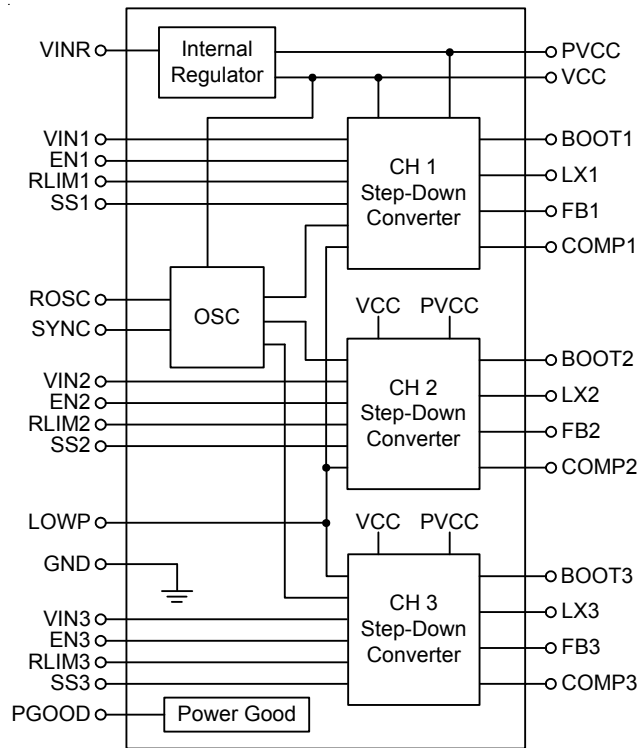 VINR
Internal
Regulator
PVCC
VCC
VIN1
EN1
RLIM1
SS1
CH 1
Step-Down
Converter
BOOT1
LX1
FB1
COMP1
ROSC
SYNC
OSC
VCC PVCC
VIN2
EN2
RLIM2
SS2
CH 2
Step-Down
Converter
BOOT2
LX2
FB2
COMP2
LOWP
GND
VCC PVCC
VIN3
EN3
RLIM3
SS3
CH 3
Step-Down
Converter
BOOT3
LX3
FB3
COMP3
PGOOD
Power Good